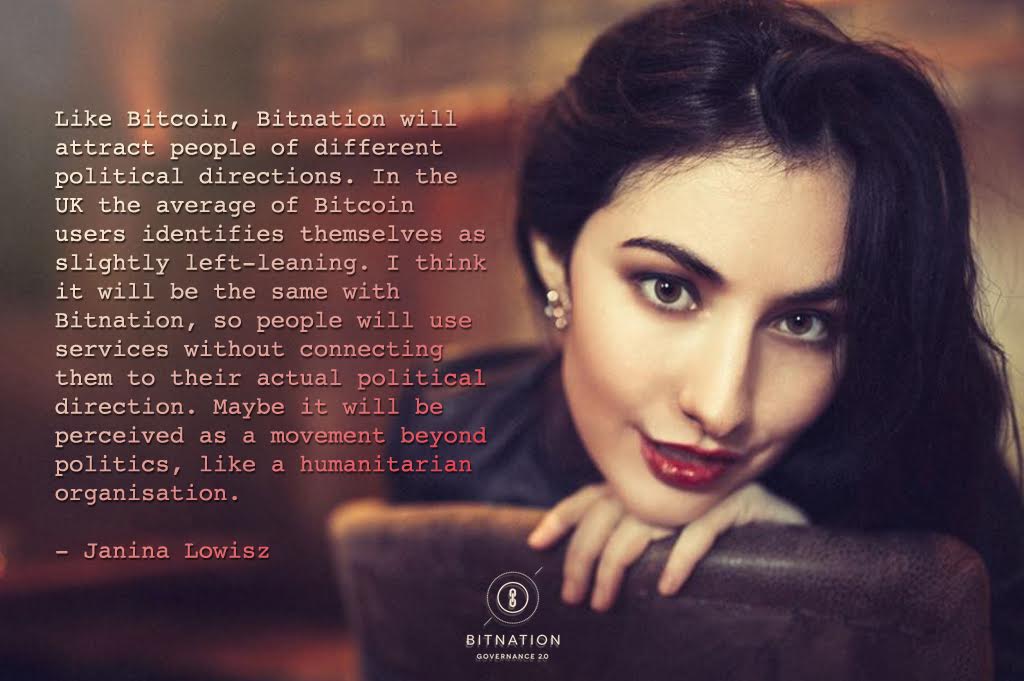 Like Bitcoin, Bitnation will
attract people of different
political directions. In the
UK the average of Bitcoin
users identifies themselves as
slightly left-leaning. I think
it will be the same with
Bitnation, so people will use
services without connecting
them to their actual political
direction. Maybe it will be
perceived as a movement beyond
politics, like a humanitarian
organisation.
- Janina Lowisz
BITNATION
GOVERNANCE 2.0